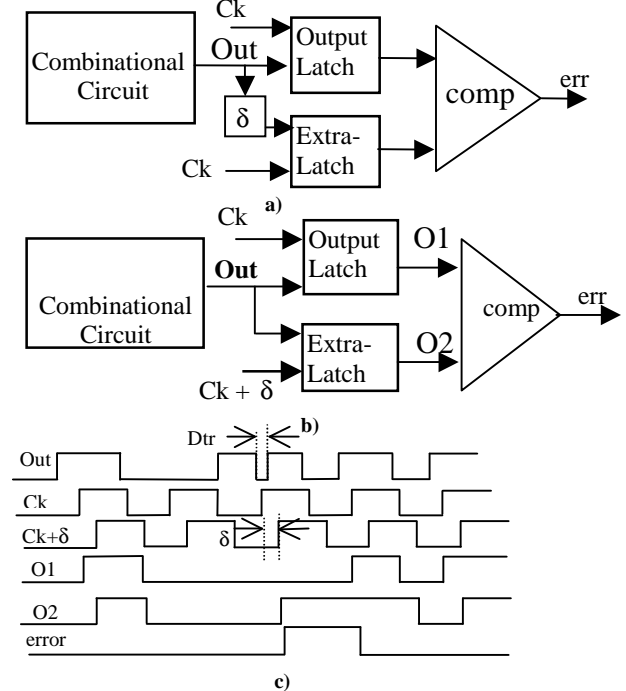 Ck
Out
Combinational
Circuit
Output
Latch
δ
Extra-
Latch
comp
err
Ck
a)
Ck
Out
Combinational
Circuit
Output
Latch
O1
Extra-
Latch
O2
comp
err
Ck + δ
b)
Dtr
Out
Ck
Ck+δ
δ
O1
O2
error
c)